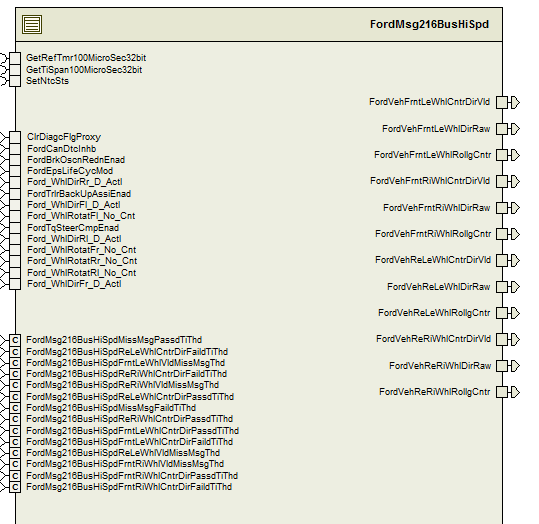 FordMsg216BusHiSpd
GetRefTmr100MicroSec32bit
GetTiSpan100MicroSec32bit
SetNtcSts
ClrDiagcFlgProxy
FordCanDtcInhb
FordBrkOscnRednEnad
FordEpsLifeCycMod
Ford_WhlDirRr_D_Actl
FordTrlrBackUpAssiEnad
Ford_WhlDirFl_D_Actl
Ford_WhlRotatFl_No_Cnt
FordTqSteerCmpEnad
Ford_WhlDirRl_D_Actl
Ford_WhlRotatFr_No_Cnt
Ford_WhlRotatRr_No_Cnt
Ford_WhlRotatRl_No_Cnt
Ford_WhlDirFr_D_Actl
C FordMsg216BusHiSpdMissMsgPassdTiThd
C FordMsg216BusHiSpdReLeWhlCntrDirFaildTiThd
C FordMsg216BusHiSpdFrntLeWhlVldMissMsgThd
C FordMsg216BusHiSpdReRiWhlCntrDirFaildTiThd
C FordMsg216BusHiSpdReRiWhlVldMissMsgThd
C FordMsg216BusHiSpdReLeWhlCntrDirPassdTiThd
C FordMsg216BusHiSpdMissMsgFaildTiThd
C FordMsg216BusHiSpdReRiWhlCntrDirPassdTiThd
C FordMsg216BusHiSpdFrntLeWhlCntrDirPassdTiThd
C FordMsg216BusHiSpdFrntLeWhlCntrDirFaildTiThd
C FordMsg216BusHiSpdReLeWhlVldMissMsgThd
C FordMsg216BusHiSpdFrntRiWhlVldMissMsgThd
C FordMsg216BusHiSpdFrntRiWhlCntrDirPassdTiThd
C FordMsg216BusHiSpdFrntRiWhlCntrDirFaildTiThd
FordVehFrntLeWhlCntrDirVld
FordVehFrntLeWhlDirRaw
FordVehFrntLeWhlRollgCntr
FordVehFrntRiWhlCntrDirVld
FordVehFrntRiWhlDirRaw
FordVehFrntRiWhlRollgCntr
FordVehReLeWhlCntrDirVld
FordVehReLeWhlDirRaw
FordVehReLeWhlRollgCntr
FordVehReRiWhlCntrDirVld
FordVehReRiWhlDirRaw
FordVehReRiWhlRollgCntr